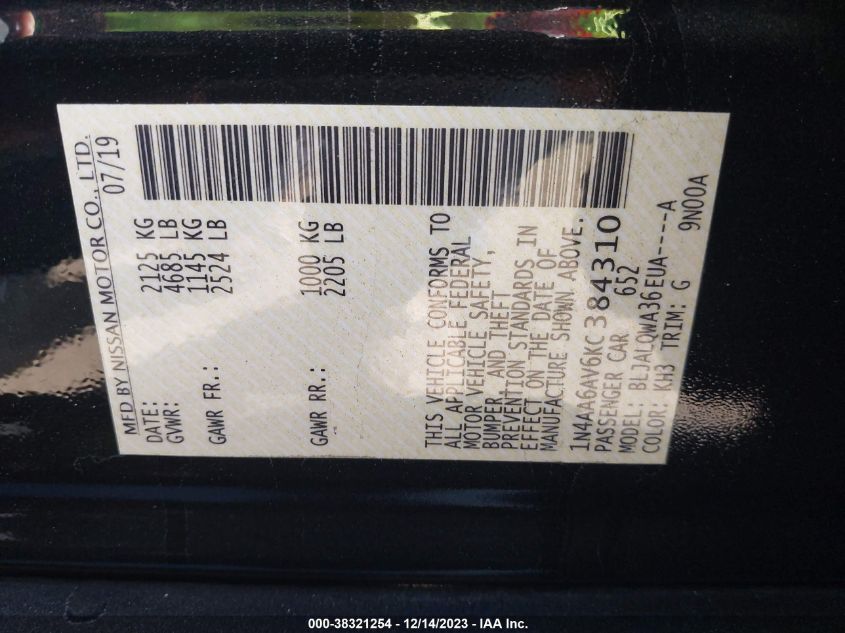 MFD BY NISSAN MOTOR CO., LTD.
DATE: 07/19
GVWR: 2125 KG
4685 LB
GAWR FR.: 1145 KG
2524 LB
GAWR RR.: 1000 KG
2205 LB
THIS VEHICLE CONFORMS TO
ALL APPLICABLE FEDERAL
MOTOR VEHICLE SAFETY,
BUMPER, AND THEFT
PREVENTION STANDARDS IN
EFFECT ON THE DATE OF
MANUFACTURE SHOWN ABOVE.
1N4AA6AV6KC384310
PASSENGER CAR 652
MODEL: BLJALQWA36EUA----A
COLOR: KH3 TRIM: G 9N00A
000-38321254 - 12/14/2023 - IAA Inc.